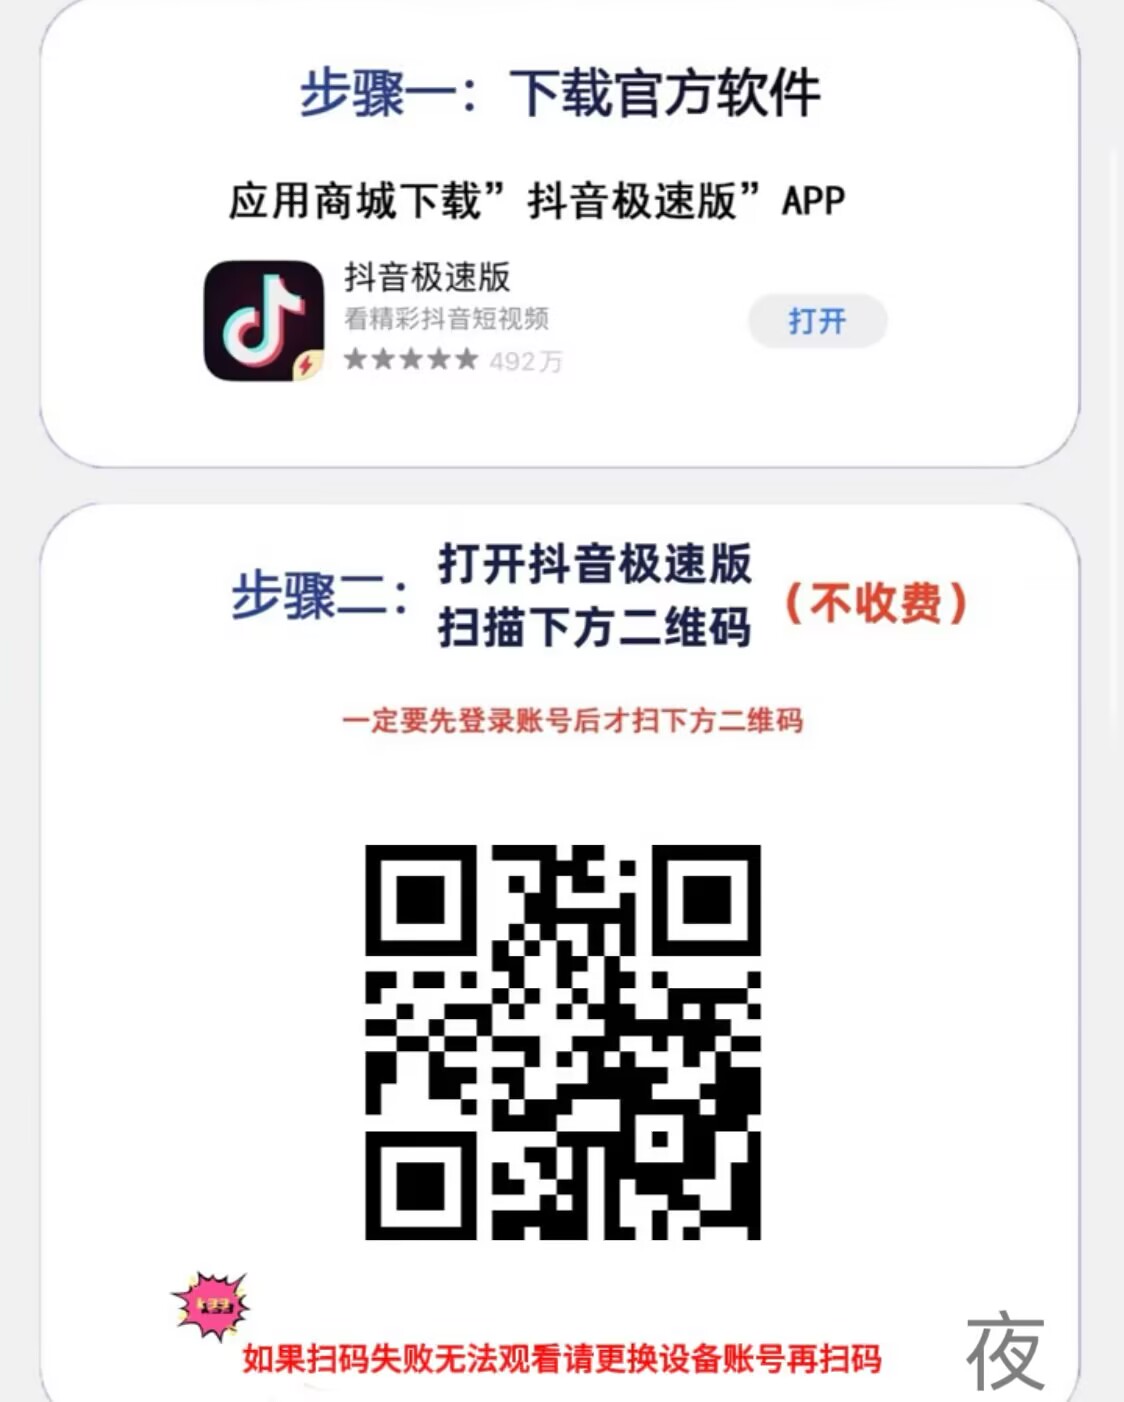 步骤一：下载官方软件
应用商城下载”抖音极速版”APP
抖音极速版
看精彩抖音短视频
打开
★★★★★ 492万
步骤二：
打开抖音极速版
扫描下方二维码
（不收费）
一定要先登录账号后才扫下方二维码
如果扫码失败无法观看请更换设备账号再扫码
夜